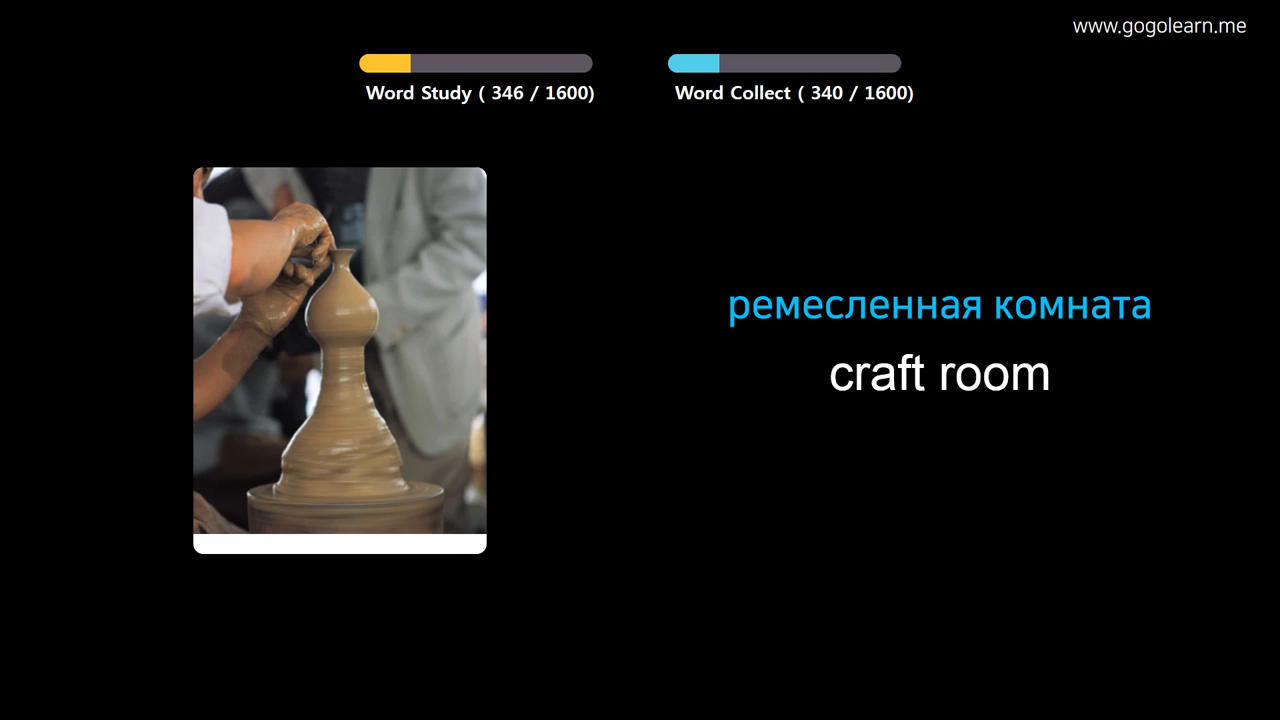 www.gogolearn.me
Word Study ( 346 / 1600)
Word Collect ( 340 / 1600)
ремесленная комната
craft room